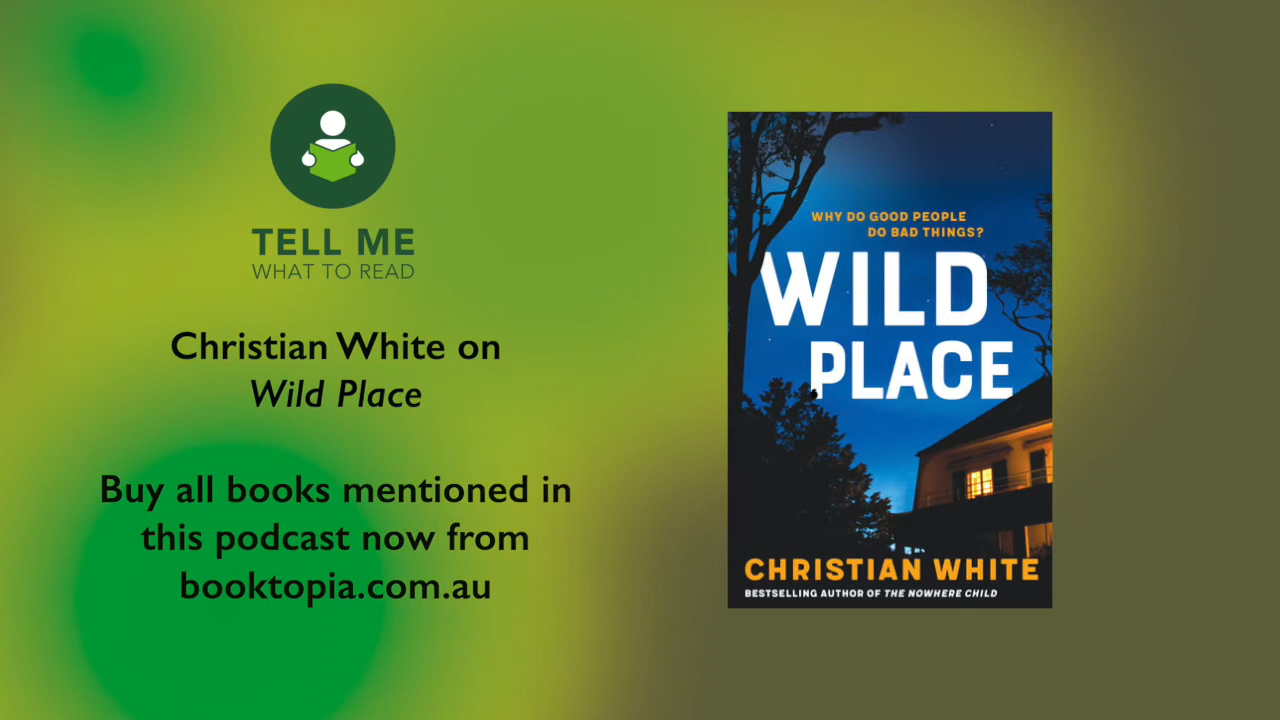 TELL ME
WHAT TO READ
Christian White on
Wild Place
Buy all books mentioned in
this podcast now from
booktopia.com.au
WHY DO GOOD PEOPLE
DO BAD THINGS?
WILD
PLACE
CHRISTIAN WHITE
BESTSELLING AUTHOR OF THE NOWHERE CHILD